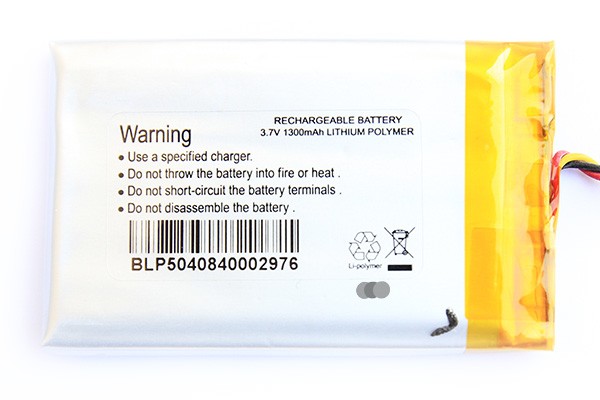 RECHARGEABLE BATTERY
3.7V 1300mAh LITHIUM POLYMER
Warning
● Use a specified charger.
● Do not throw the battery into fire or heat .
● Do not short-circuit the battery terminals .
● Do not disassemble the battery .
BLP5040840002976
Li-polymer